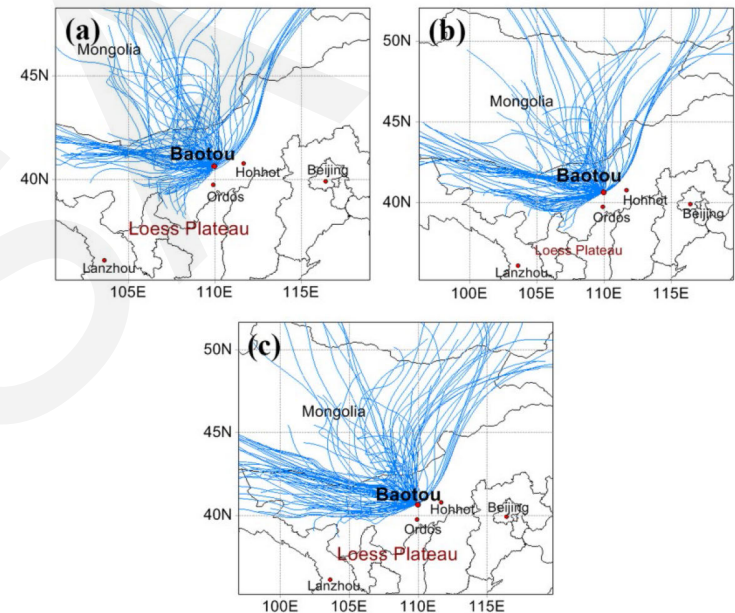 (a)
Mongolia
45N
Baotou
Hohhot
Beijing
40N
Ordos
Loess Plateau
Lanzhou
105E 110E 115E
(b)
50N
Mongolia
45N
Baotou
Hohhot
40N
Ordos
Beijing
Loess Plateau
Lanzhou
100E 105E 110E 115E
(c)
50N
Mongolia
45N
Baotou
Hohhot
Beijing
40N
Ordos
Loess Plateau
Lanzhou
100E 105E 110E 115E